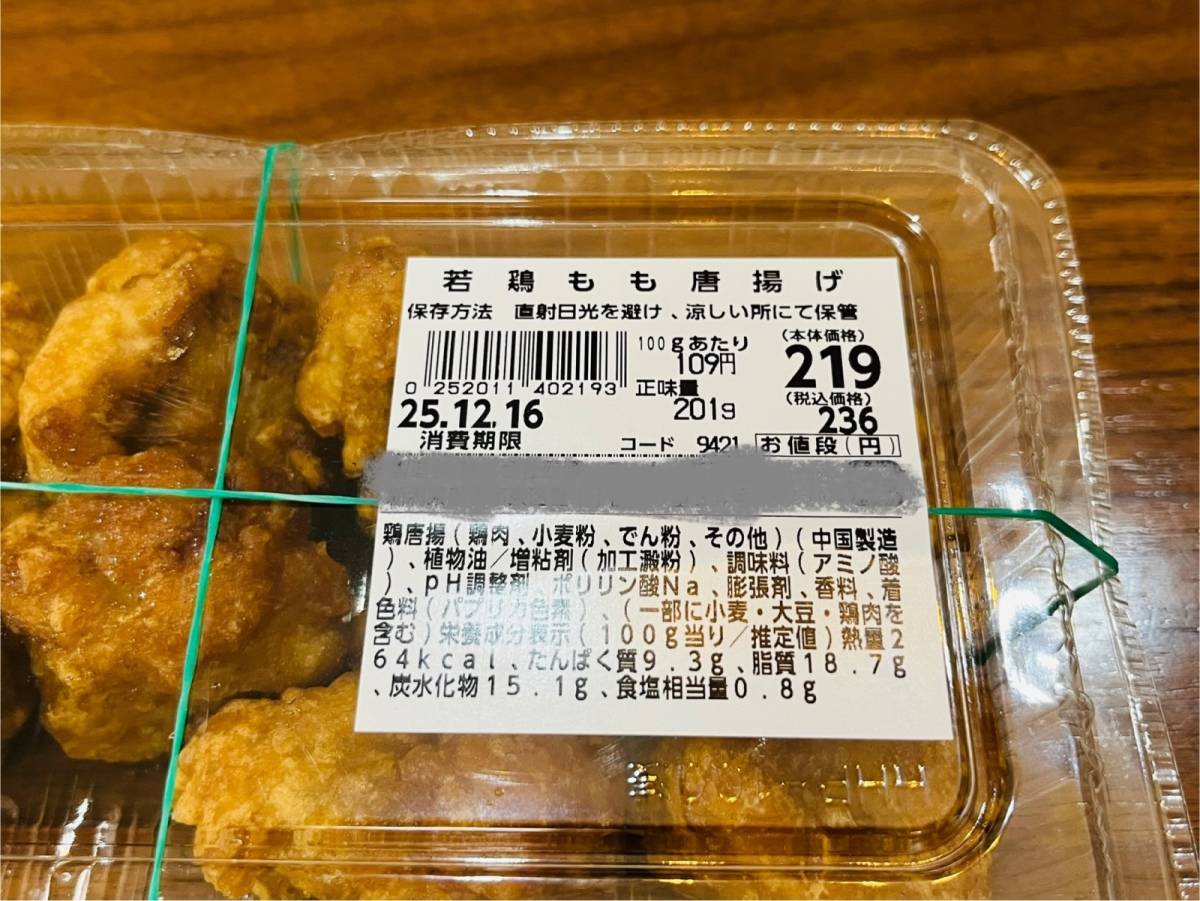 若鶏もも唐揚げ
保存方法 直射日光を避け、涼しい所にて保管
0 252011 402193
100gあたり
109円
正味量
201g
(本体価格)
219
(税込価格)
236
25.12.16
消費期限
コード 9421
お値段(円)
鶏唐揚(鶏肉、小麦粉、でん粉、その他)(中国製造
)、植物油/増粘剤(加工澱粉)、調味料(アミノ酸
)、pH調整剤、ポリリン酸Na、膨張剤、香料、着
色料(パプリカ色素)、(一部に小麦・大豆・鶏肉を
含む)栄養成分表示(100g当り/推定値)熱量2
64kcal、たんぱく質9.3g、脂質18.7g
、炭水化物15.1g、食塩相当量0.8g